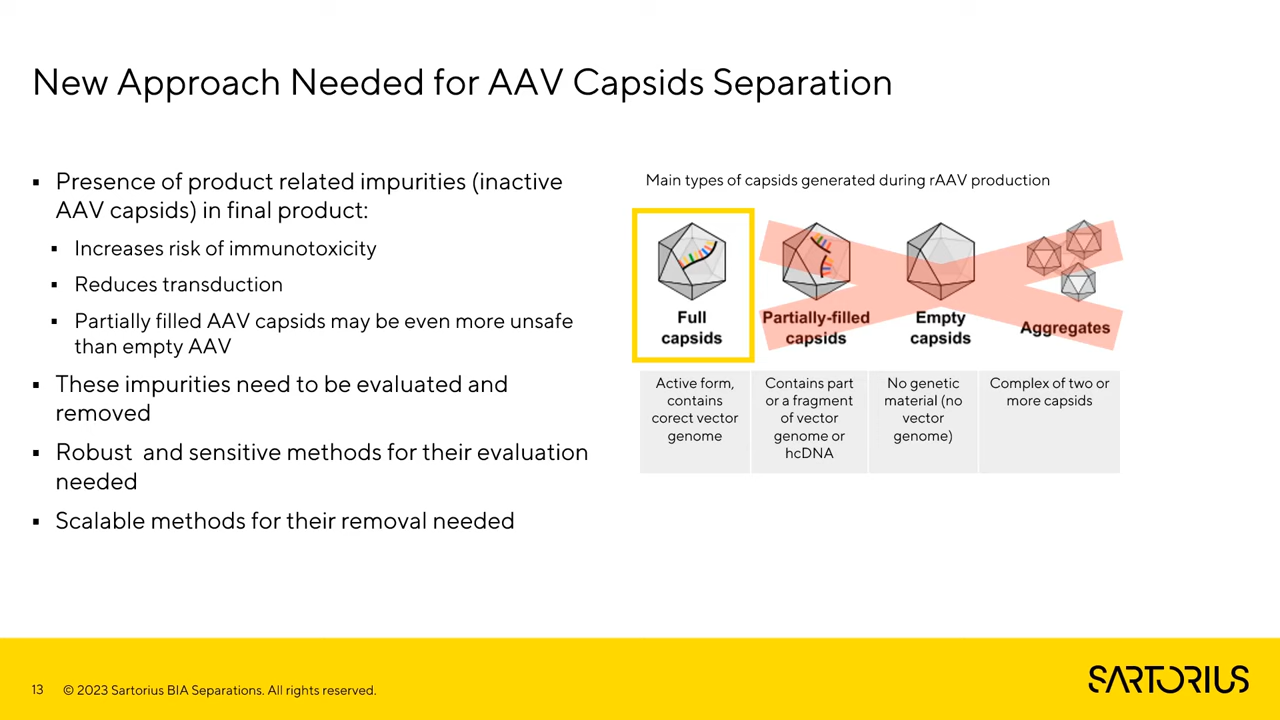 New Approach Needed for AAV Capsids Separation
▪ Presence of product related impurities (inactive
AAV capsids) in final product:
▪ Increases risk of immunotoxicity
▪ Reduces transduction
▪ Partially filled AAV capsids may be even more unsafe
than empty AAV
▪ These impurities need to be evaluated and
removed
▪ Robust and sensitive methods for their evaluation
needed
▪ Scalable methods for their removal needed
Main types of capsids generated during rAAV production
Full
capsids
Partially-filled
capsids
Empty
capsids
Aggregates
Active form,
contains
corect vector
genome
Contains part
or a fragment
of vector
genome or
hcDNA
No genetic
material (no
vector
genome)
Complex of two or
more capsids
13 © 2023 Sartorius BIA Separations. All rights reserved.
SARTORIUS